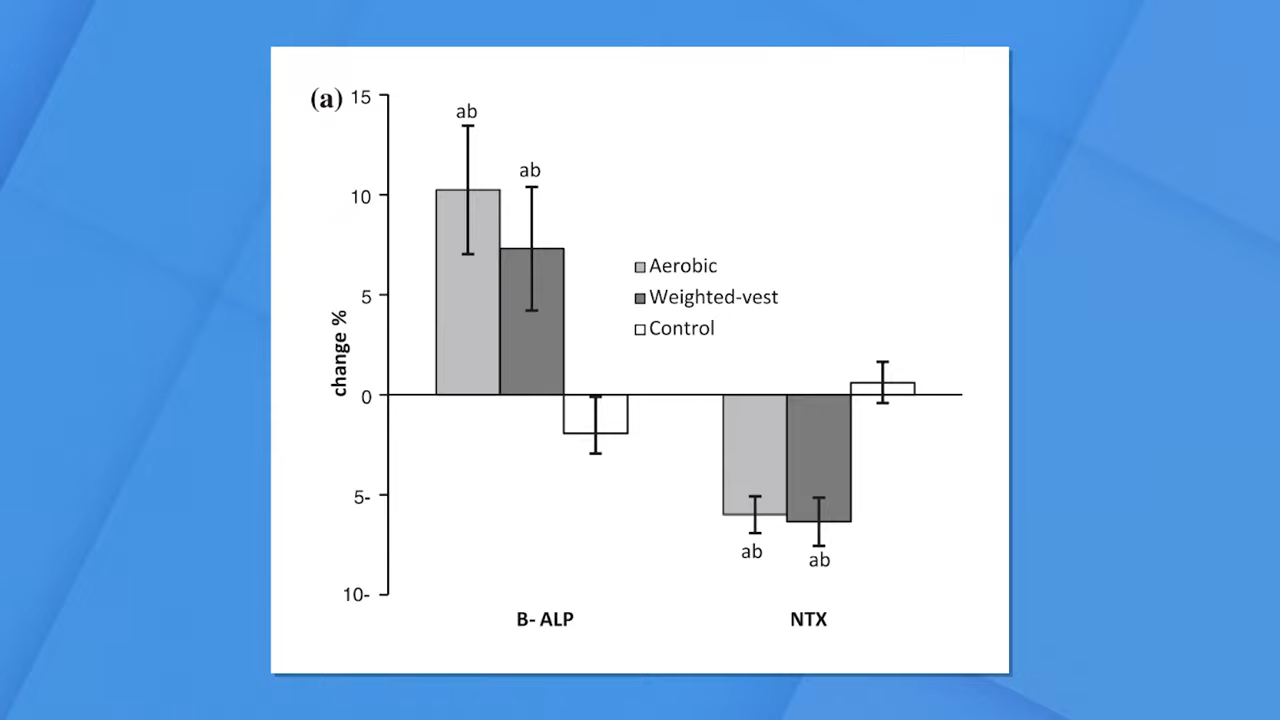 (a)
15
ab
ab
10
Aerobic
5
Weighted-vest
Control
change %
0
5-
ab
ab
10-
B- ALP
NTX